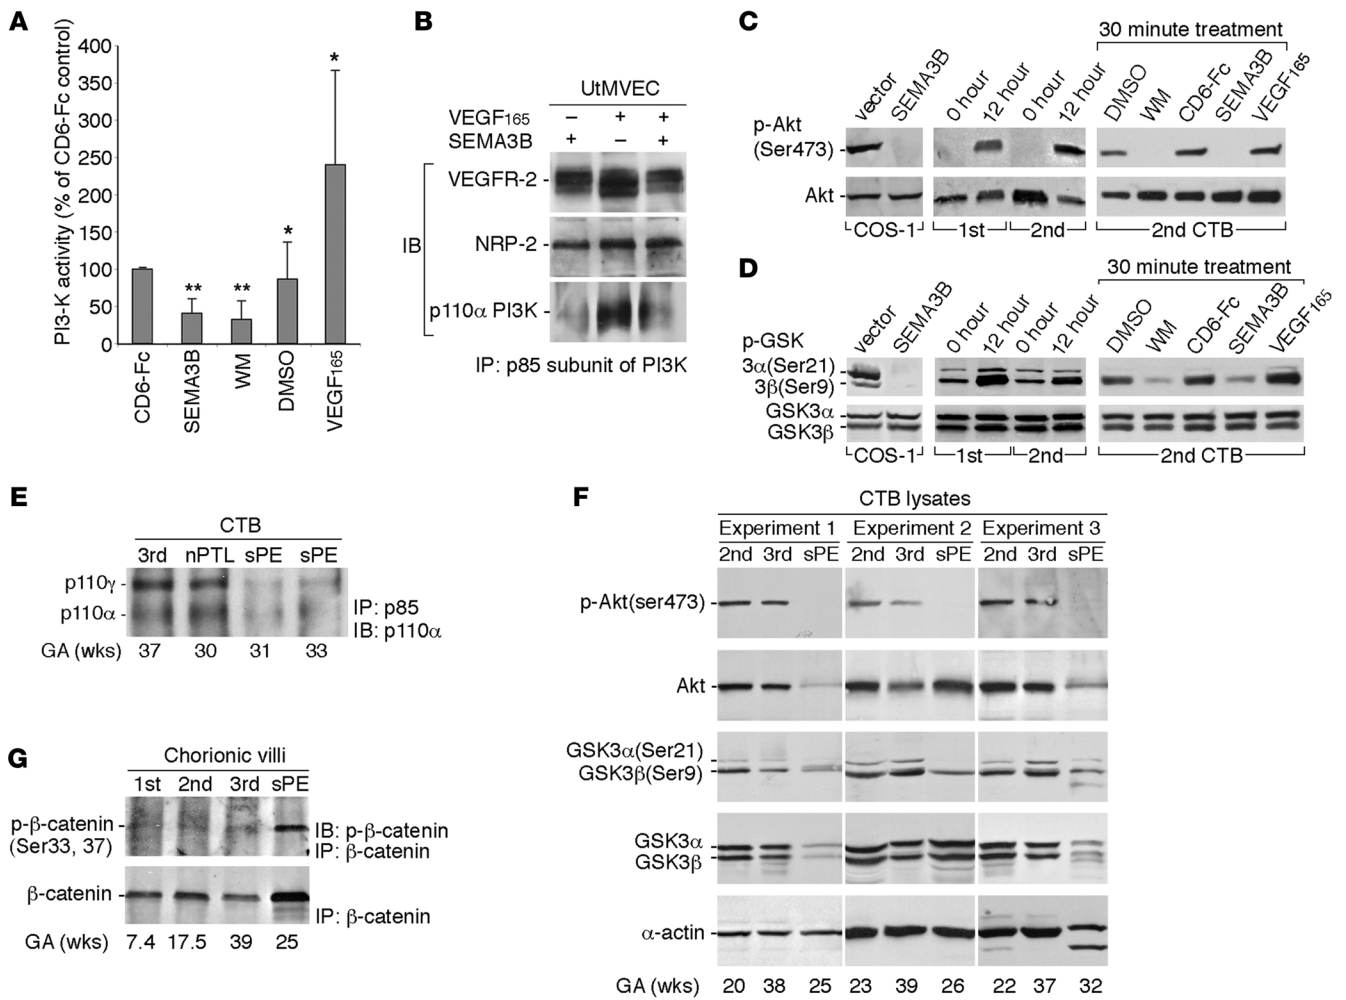 A
PI3-K activity (% of CD6-Fc control)
400
350
300
250
200
150
100
50
0
** ** * *
CD6-Fc
SEMA3B
WM
DMSO
VEGF165
B
UtMVEC
VEGF165 – + +
SEMA3B + – +
IB
VEGFR-2
NRP-2
p110α PI3K
IP: p85 subunit of PI3K
C
30 minute treatment
vector SEMA3B 0 hour 12 hour 0 hour 12 hour DMSO WM CD6-Fc SEMA3B VEGF165
p-Akt
(Ser473)
Akt
COS-1 1st 2nd 2nd CTB
D
30 minute treatment
vector SEMA3B 0 hour 12 hour 0 hour 12 hour DMSO WM CD6-Fc SEMA3B VEGF165
p-GSK
3α(Ser21)
3β(Ser9)
GSK3α
GSK3β
COS-1 1st 2nd 2nd CTB
E
CTB
3rd nPTL sPE sPE
p110γ
p110α
IP: p85
IB: p110α
GA (wks) 37 30 31 33
F
CTB lysates
Experiment 1 Experiment 2 Experiment 3
2nd 3rd sPE 2nd 3rd sPE 2nd 3rd sPE
p-Akt(ser473)
Akt
GSK3α(Ser21)
GSK3β(Ser9)
GSK3α
GSK3β
α-actin
GA (wks) 20 38 25 23 39 26 22 37 32
G
Chorionic villi
1st 2nd 3rd sPE
p-β-catenin
(Ser33, 37)
IB: p-β-catenin
IP: β-catenin
β-catenin
IP: β-catenin
GA (wks) 7.4 17.5 39 25